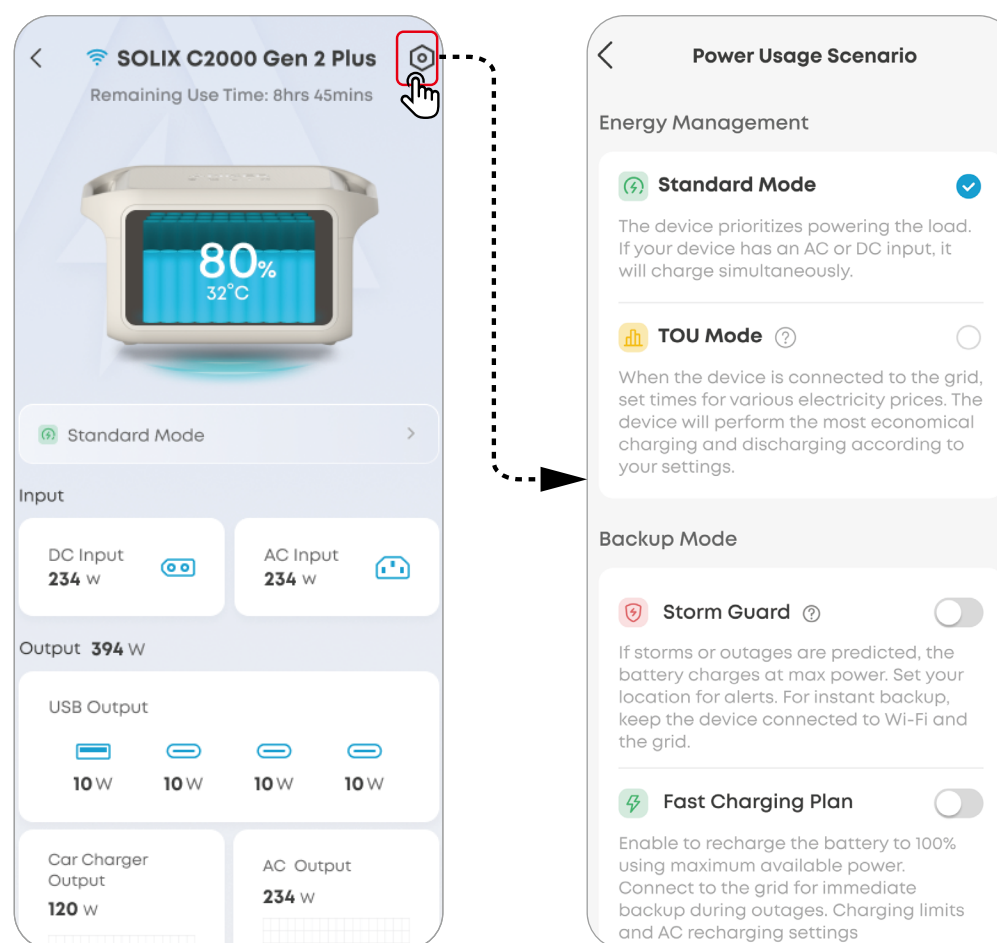 SOLIX C2000 Gen 2 Plus
Remaining Use Time: 8hrs 45mins
80%
32°C
Standard Mode
Input
DC Input
234 W
AC Input
234 W
Output 394 W
USB Output
10 W
10 W
10 W
10 W
Car Charger
Output
120 W
AC Output
234 W
Power Usage Scenario
Energy Management
Standard Mode
The device prioritizes powering the load.
If your device has an AC or DC input, it
will charge simultaneously.
TOU Mode ?
When the device is connected to the grid,
set times for various electricity prices. The
device will perform the most economical
charging and discharging according to
your settings.
Backup Mode
Storm Guard ?
If storms or outages are predicted, the
battery charges at max power. Set your
location for alerts. For instant backup,
keep the device connected to Wi-Fi and
the grid.
Fast Charging Plan
Enable to recharge the battery to 100%
using maximum available power.
Connect to the grid for immediate
backup during outages. Charging limits
and AC recharging settings